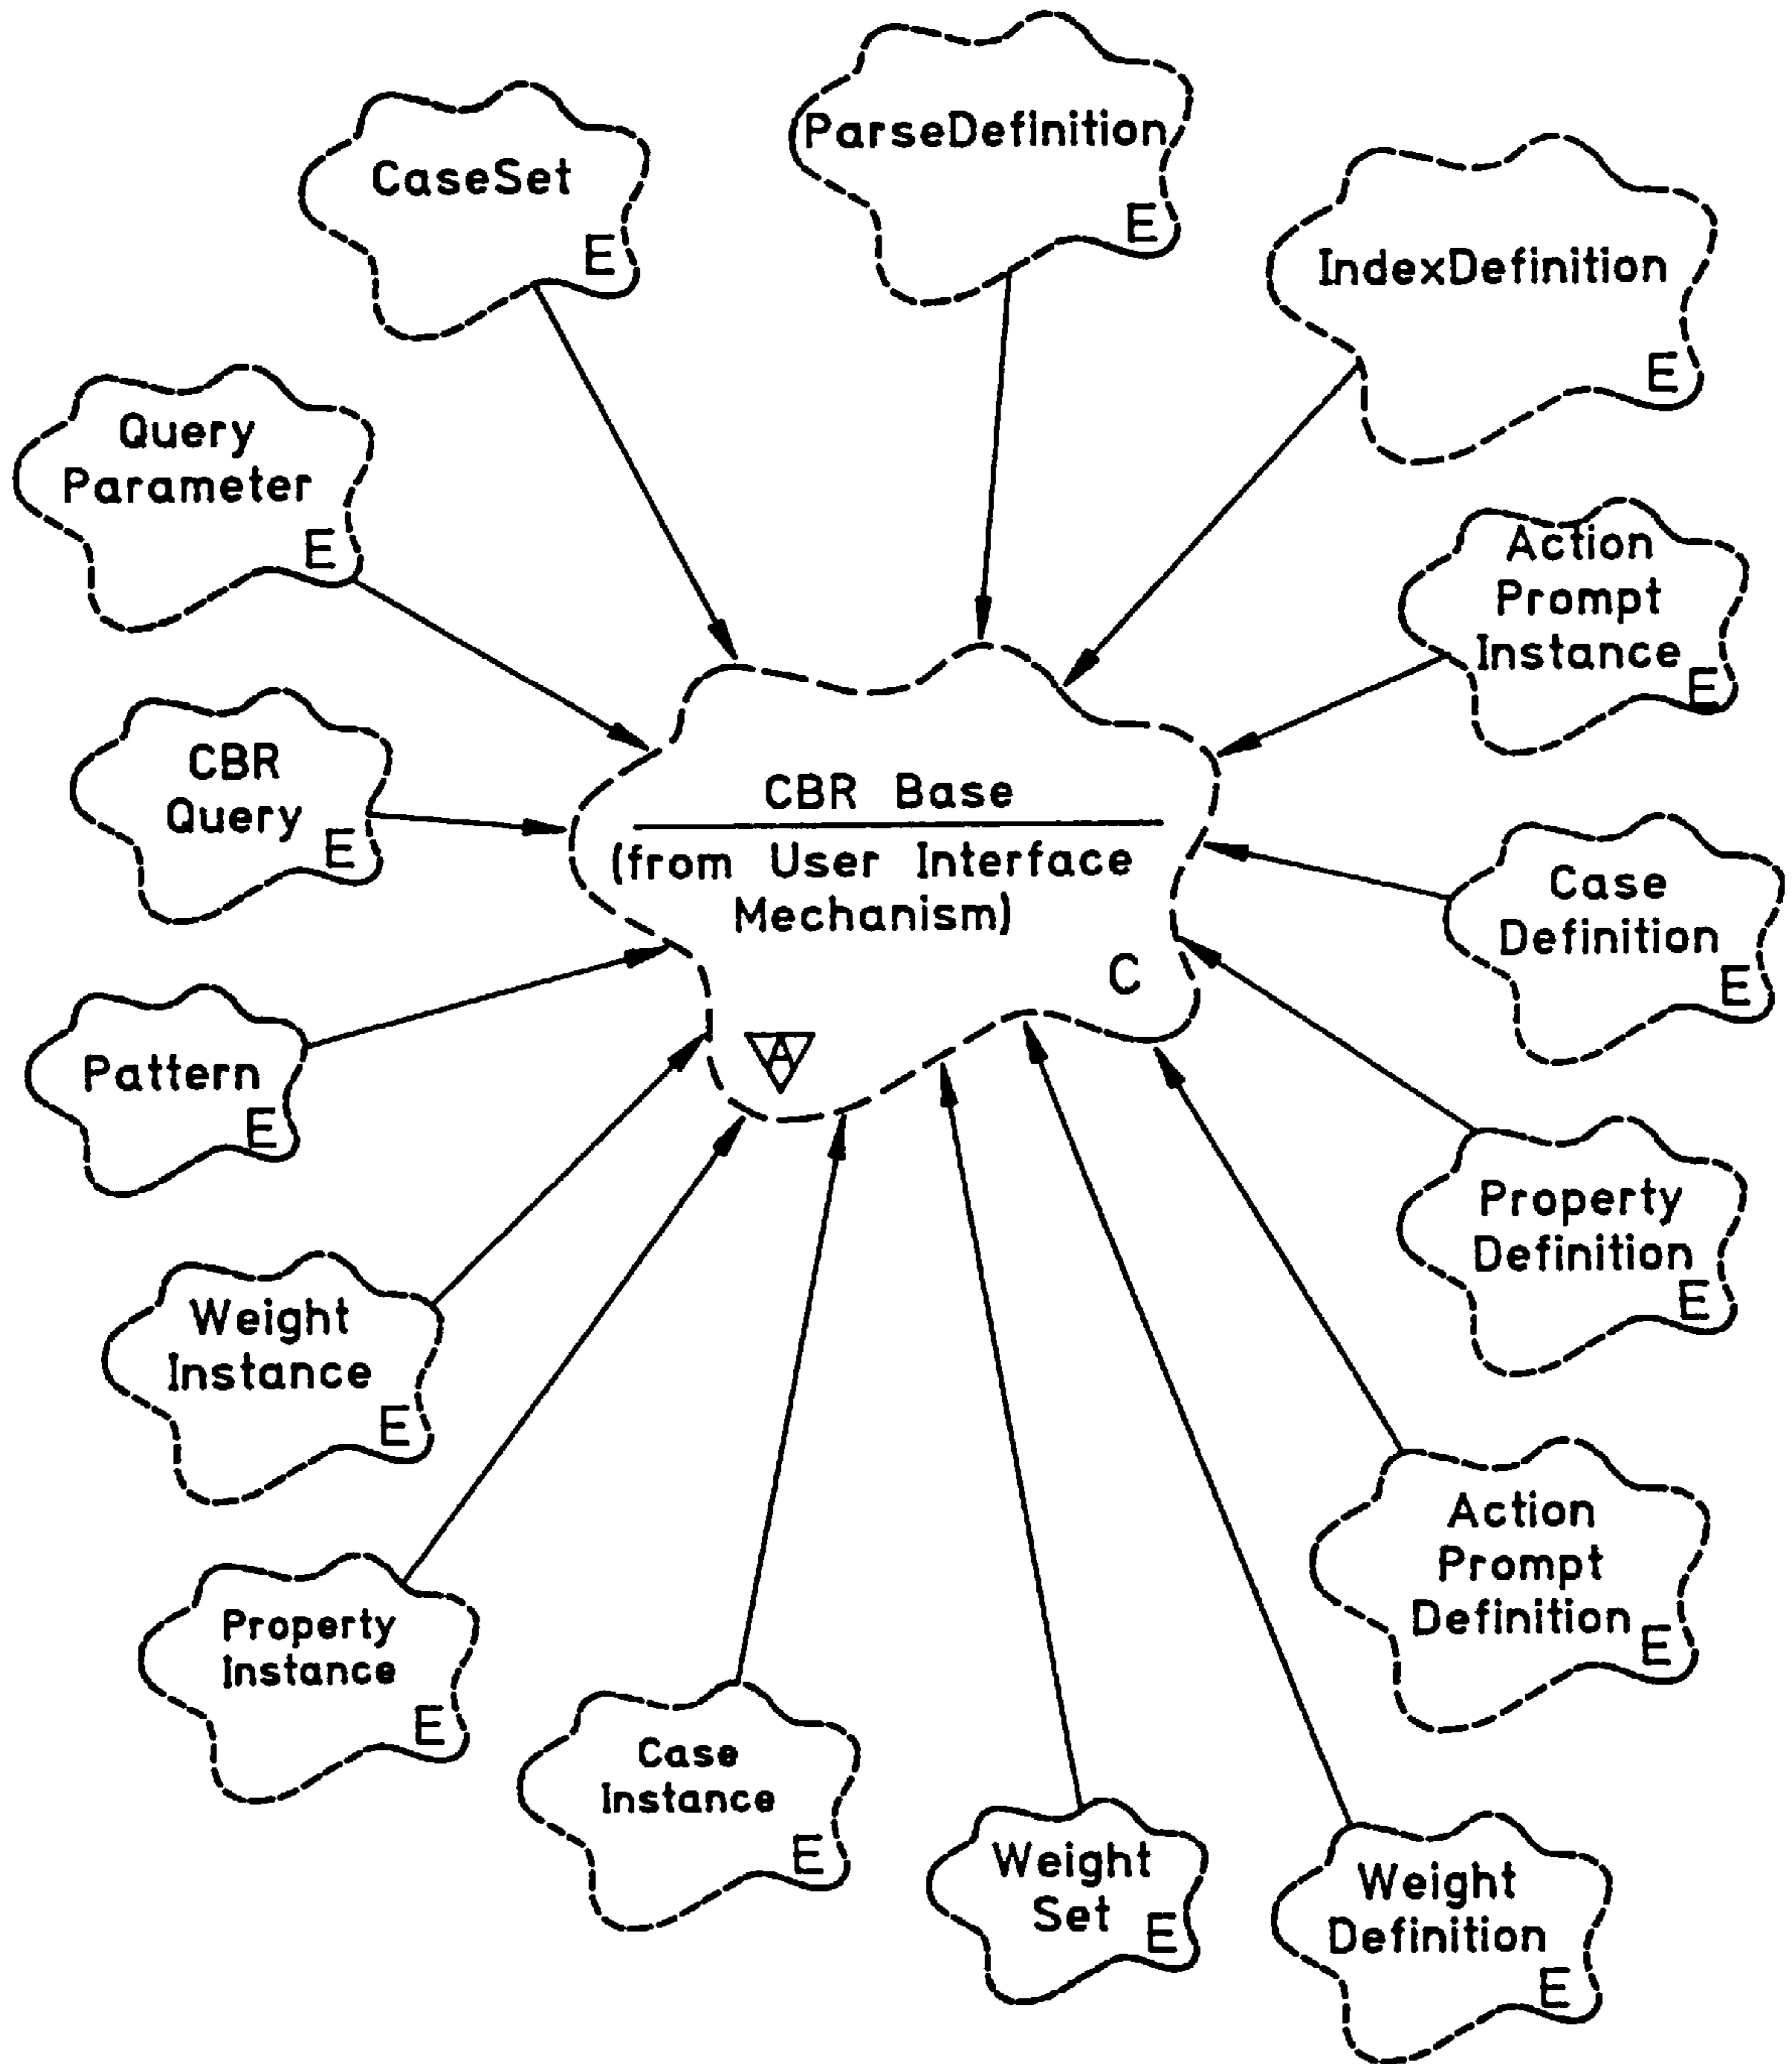 CaseSet
E
ParseDefinition
E
IndexDefinition
E
Query
Parameter
E
Action
Prompt
Instance
E
CBR
Query
E
CBR Base
(from User Interface
Mechanism)
C
A
Case
Definition
E
Pattern
E
Property
Definition
E
Weight
Instance
E
Action
Prompt
Definition
E
Property
Instance
E
Case
Instance
E
Weight
Set
E
Weight
Definition
E